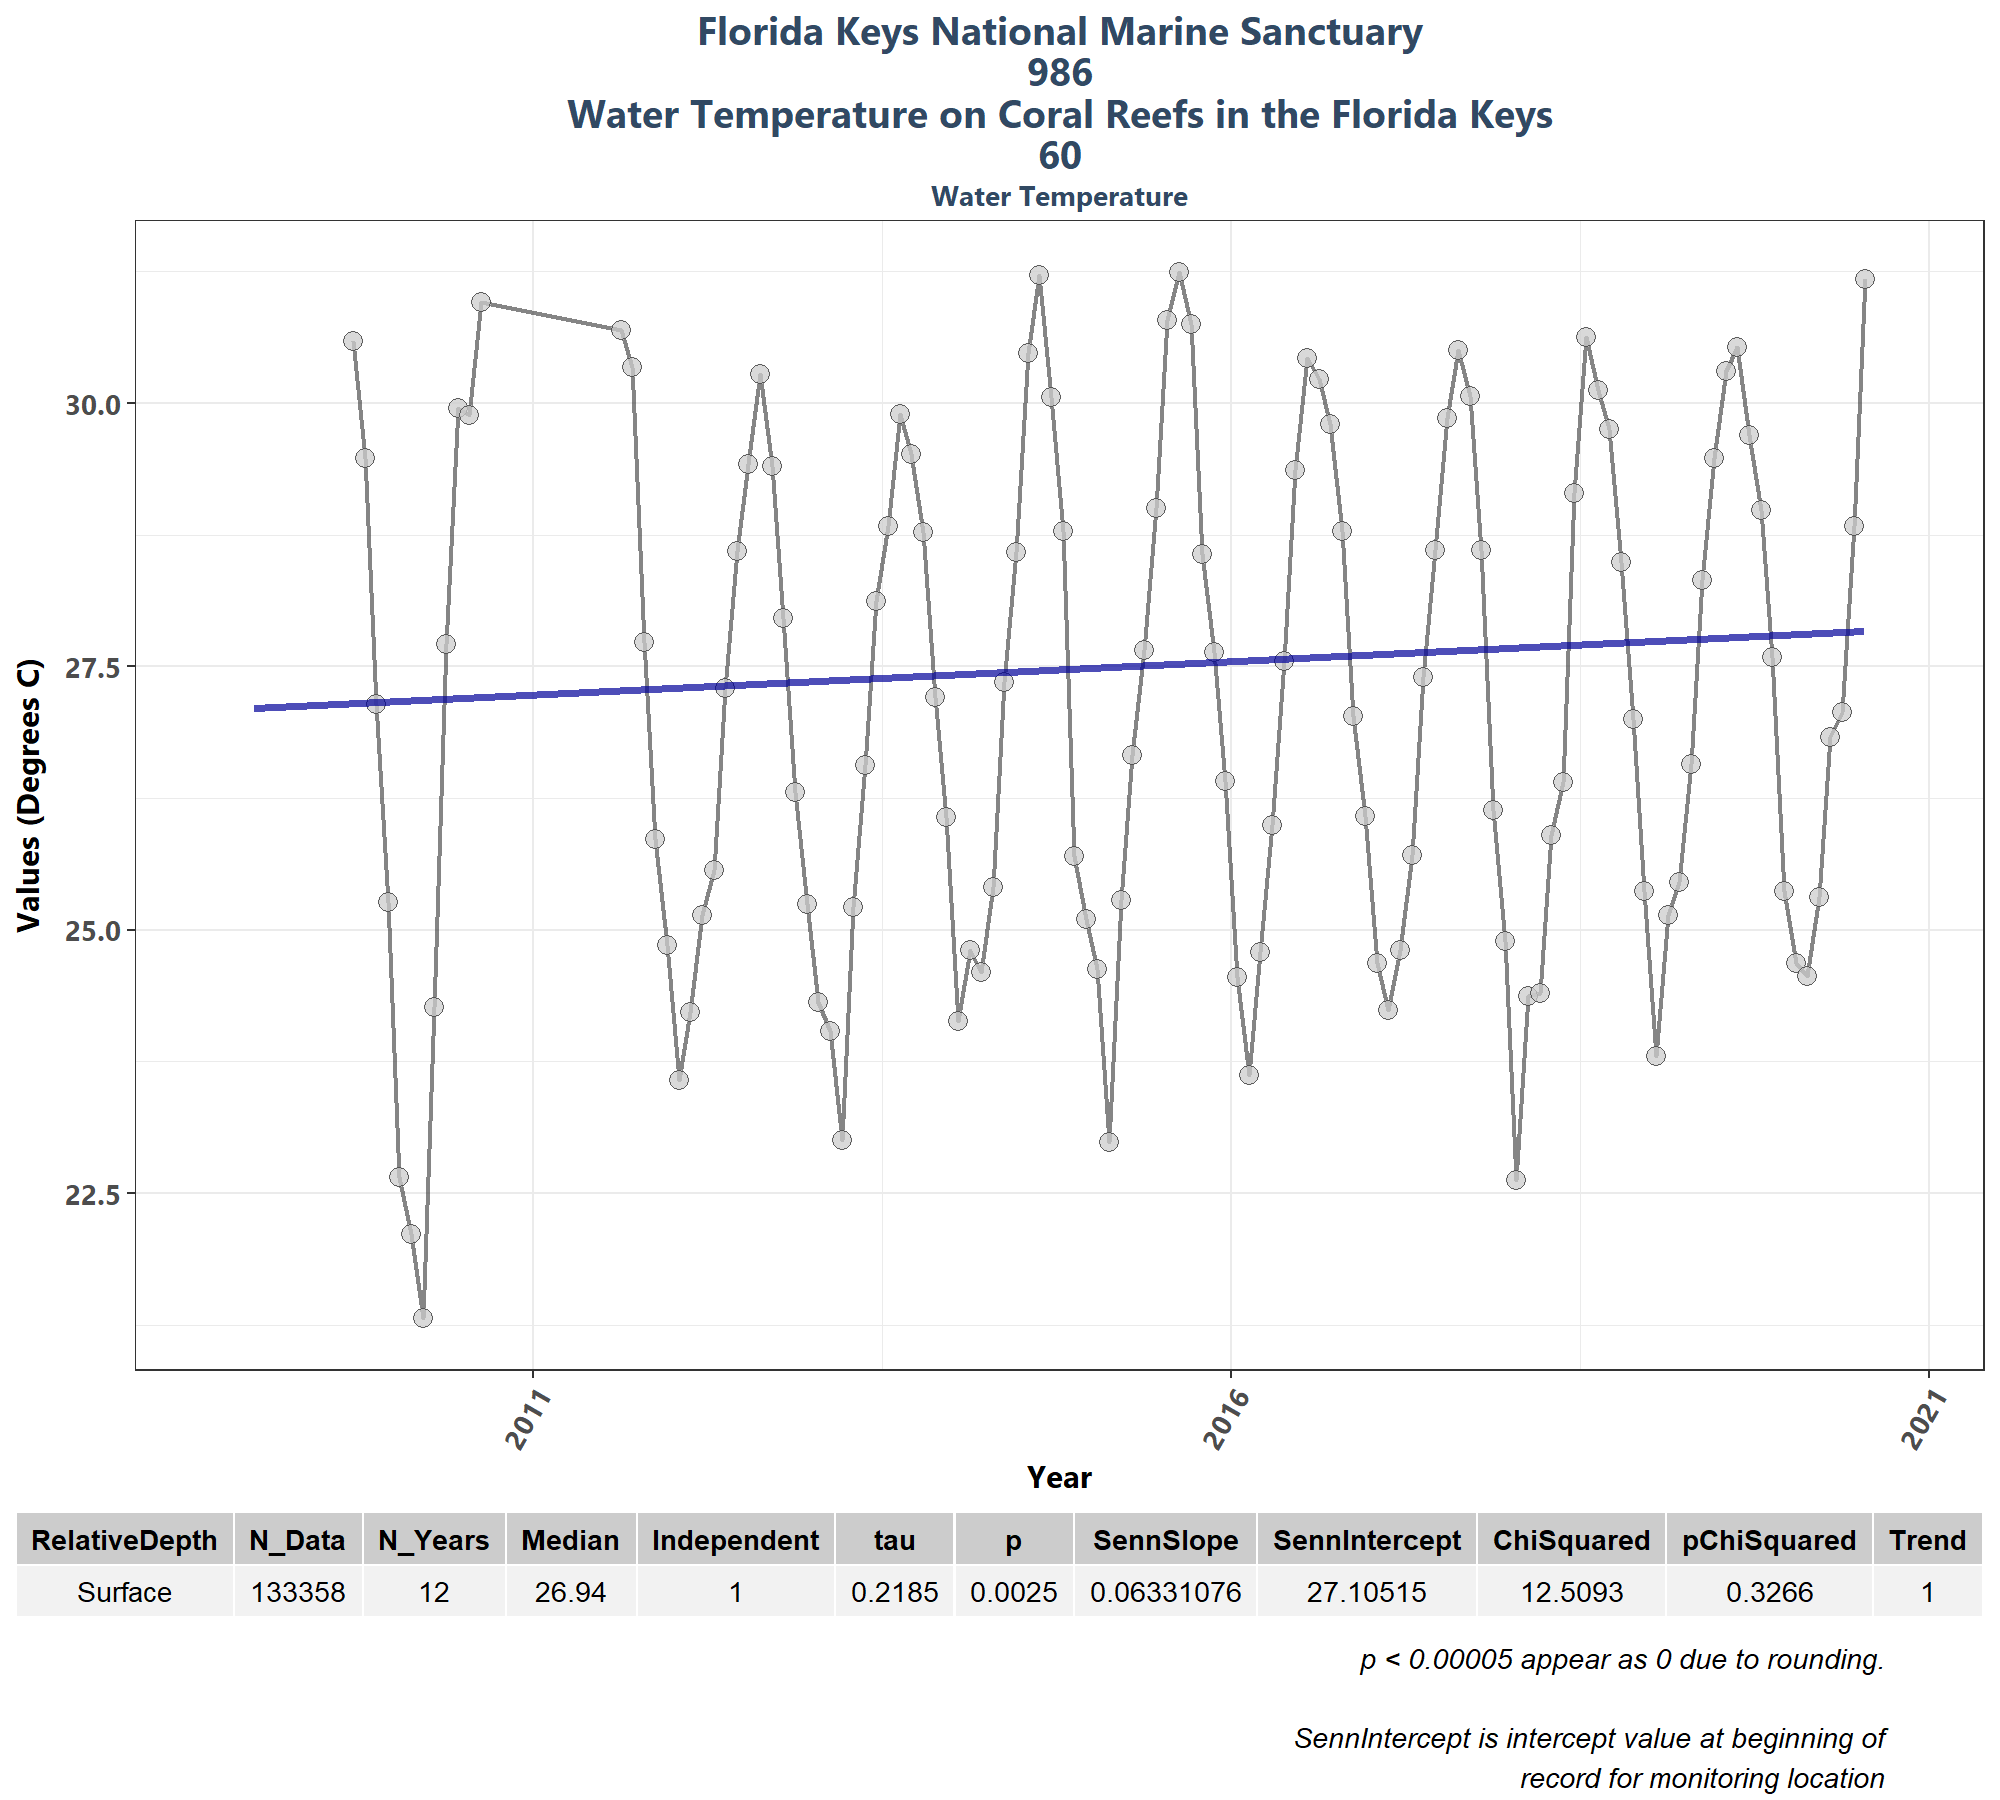 Florida Keys National Marine Sanctuary
986
Water Temperature on Coral Reefs in the Florida Keys
60
Water Temperature
Values (Degrees C)
30.0
27.5
25.0
22.5
2011
2016
2021
Year
RelativeDepth N_Data N_Years Median Independent tau p SennSlope SennIntercept ChiSquared pChiSquared Trend
Surface 133358 12 26.94 1 0.2185 0.0025 0.06331076 27.10515 12.5093 0.3266 1
p < 0.00005 appear as 0 due to rounding.
SennIntercept is intercept value at beginning of
record for monitoring location